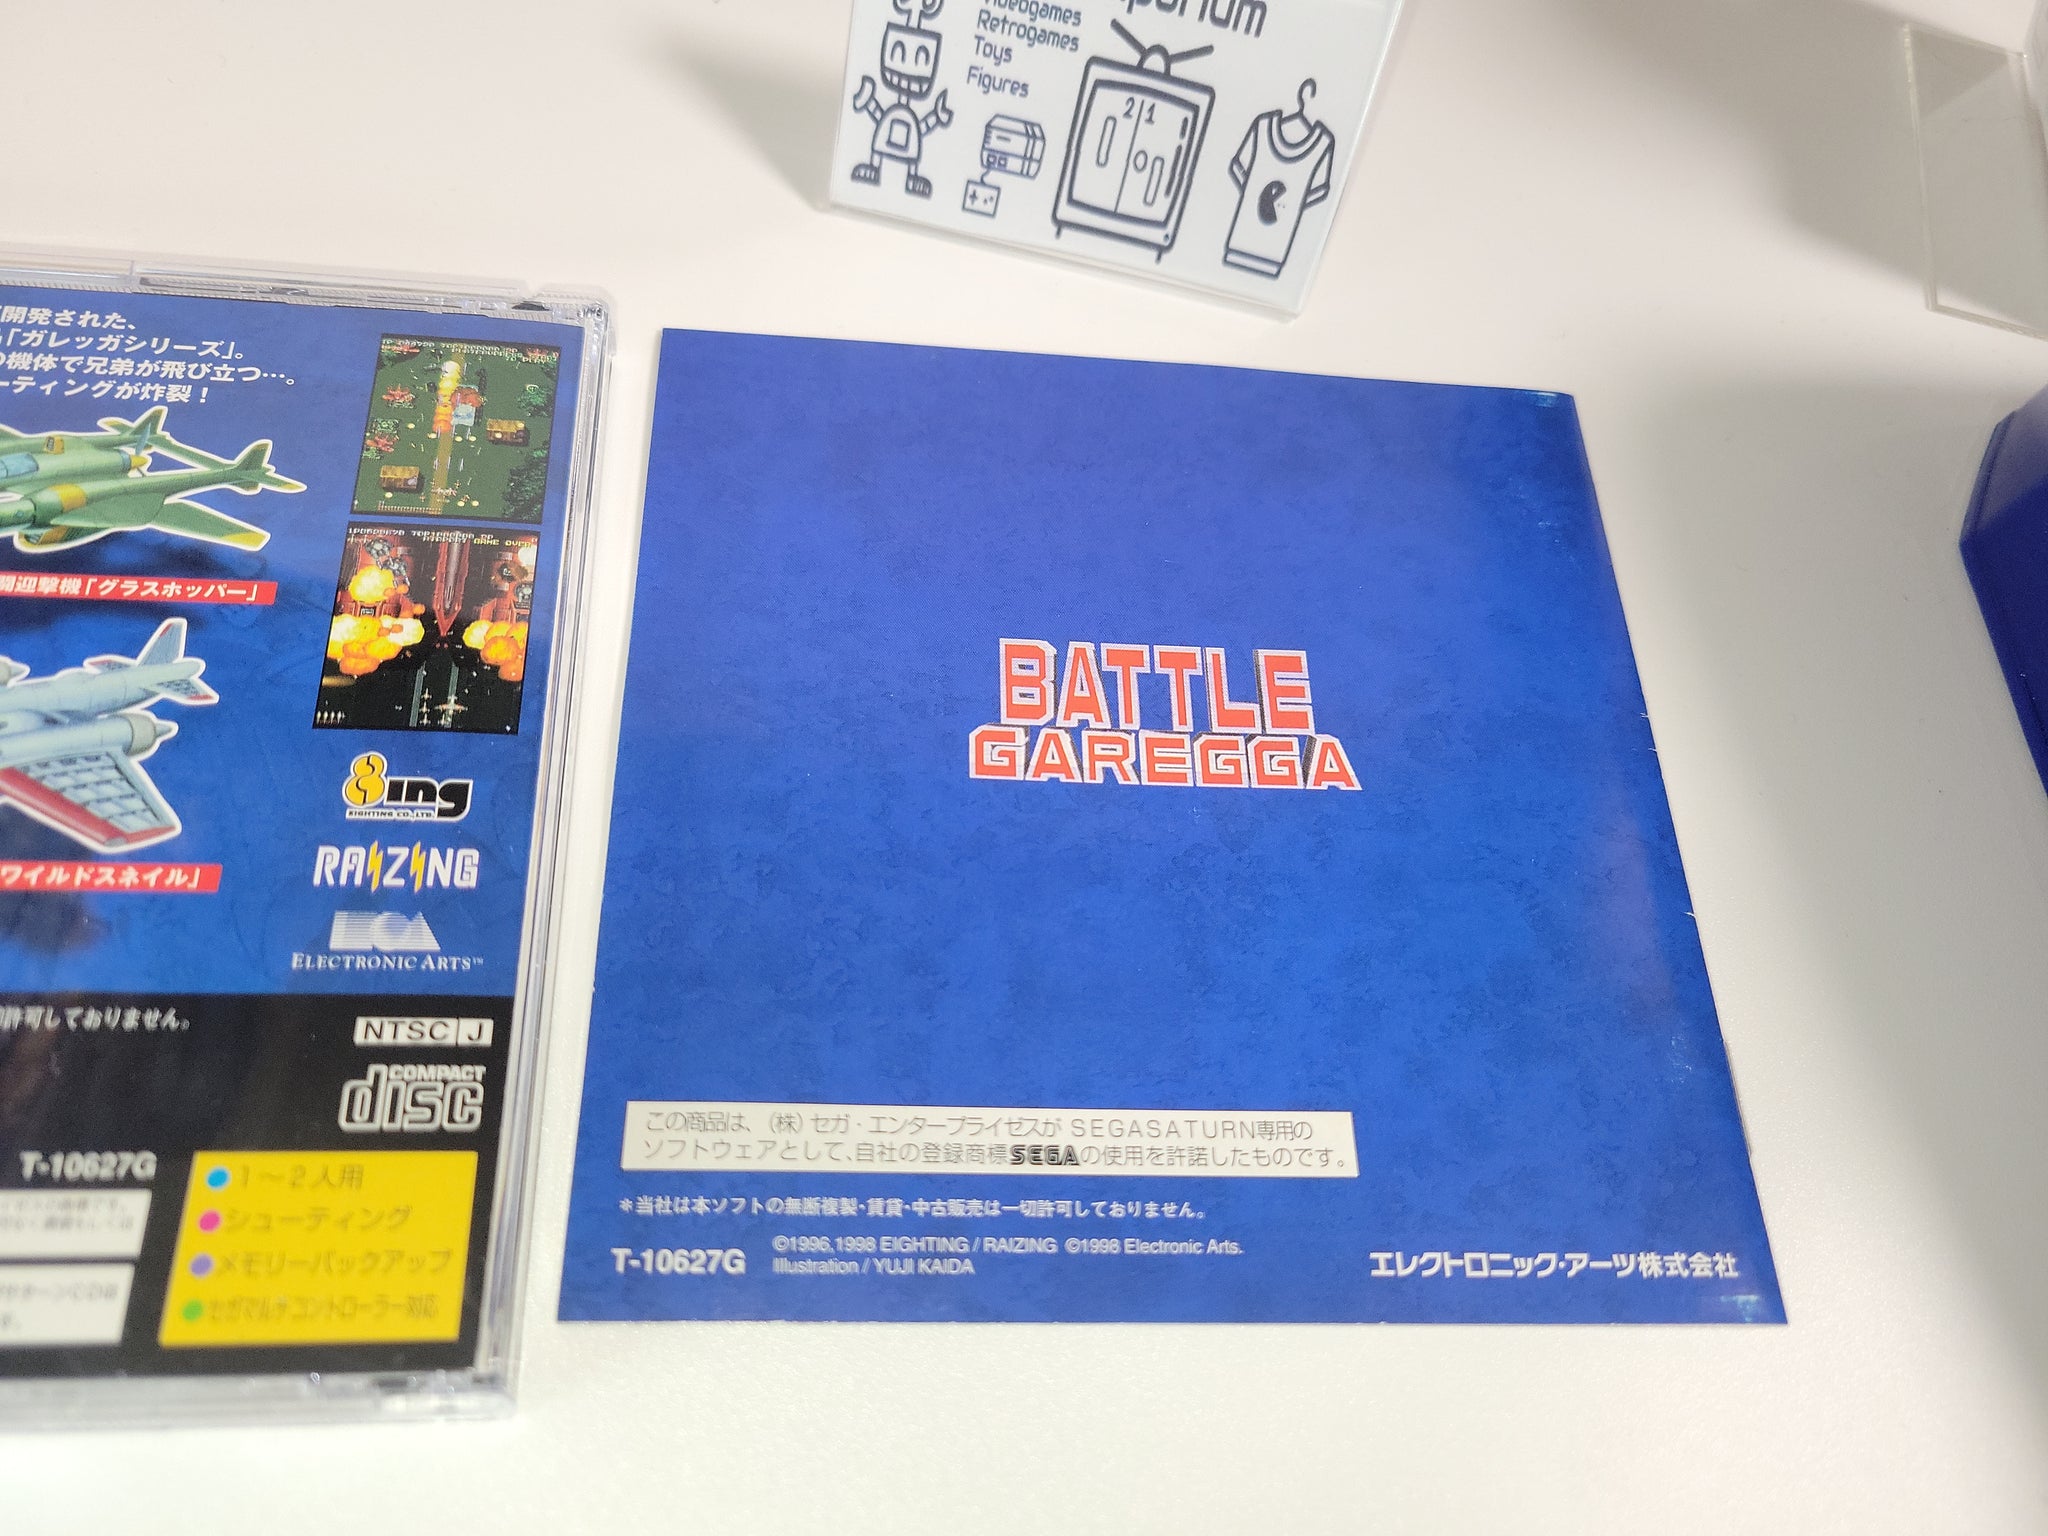 porium
Videogames
Retrogames
Toys
Figures
2 1
開発された、
「ガレッガシリーズ」。
機体で兄弟が飛び立つ…。
ーティングが炸裂！
闘迎撃機「グラスホッパー」
ワイルドスネイル」
GAME OVER
8ing
EIGHTING CO.,LTD.
RAIZING
ELECTRONIC ARTS™
許可しておりません。
NTSC J
COMPACT
disc
T-10627G
1～2人用
シューティング
メモリーバックアップ
セガマルチコントローラー対応
BATTLE
GAREGGA
この商品は、(株)セガ・エンタープライゼスがSEGASATURN専用の
ソフトウェアとして、自社の登録商標SEGAの使用を許諾したものです。
＊当社は本ソフトの無断複製・賃貸・中古販売は一切許可しておりません。
T-10627G
©1996,1998 EIGHTING / RAIZING ©1998 Electronic Arts.
Illustration / YUJI KAIDA
エレクトロニック・アーツ株式会社